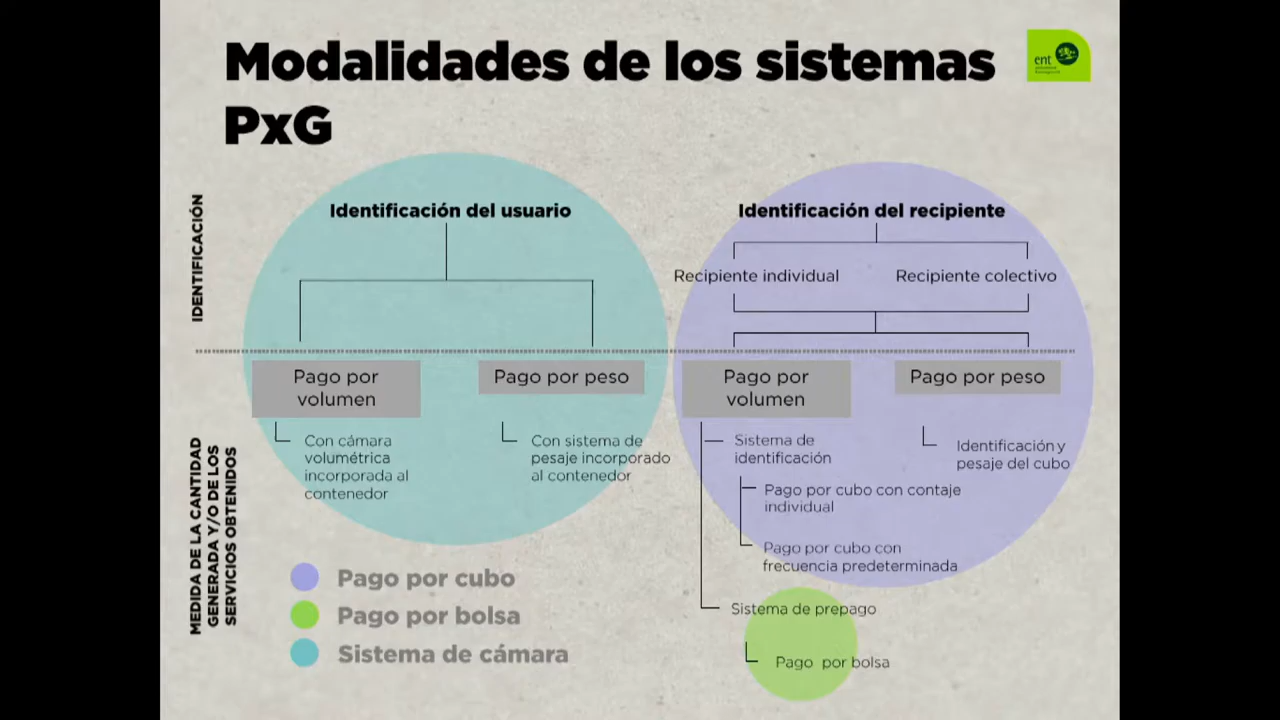 Modalidades de los sistemas
PxG
ent
IDENTIFICACIÓN
Identificación del usuario
Identificación del recipiente
Recipiente individual
Recipiente colectivo
MEDIDA DE LA CANTIDAD
GENERADA Y/O DE LOS
SERVICIOS OBTENIDOS
Pago por
volumen
Pago por peso
Pago por
volumen
Pago por peso
Con cámara
volumétrica
incorporada al
contenedor
Con sistema de
pesaje incorporado
al contenedor
Sistema de
identificación
Identificación y
pesaje del cubo
Pago por cubo con contaje
individual
Pago por cubo con
frecuencia predeterminada
Sistema de prepago
Pago por bolsa
Pago por cubo
Pago por bolsa
Sistema de cámara